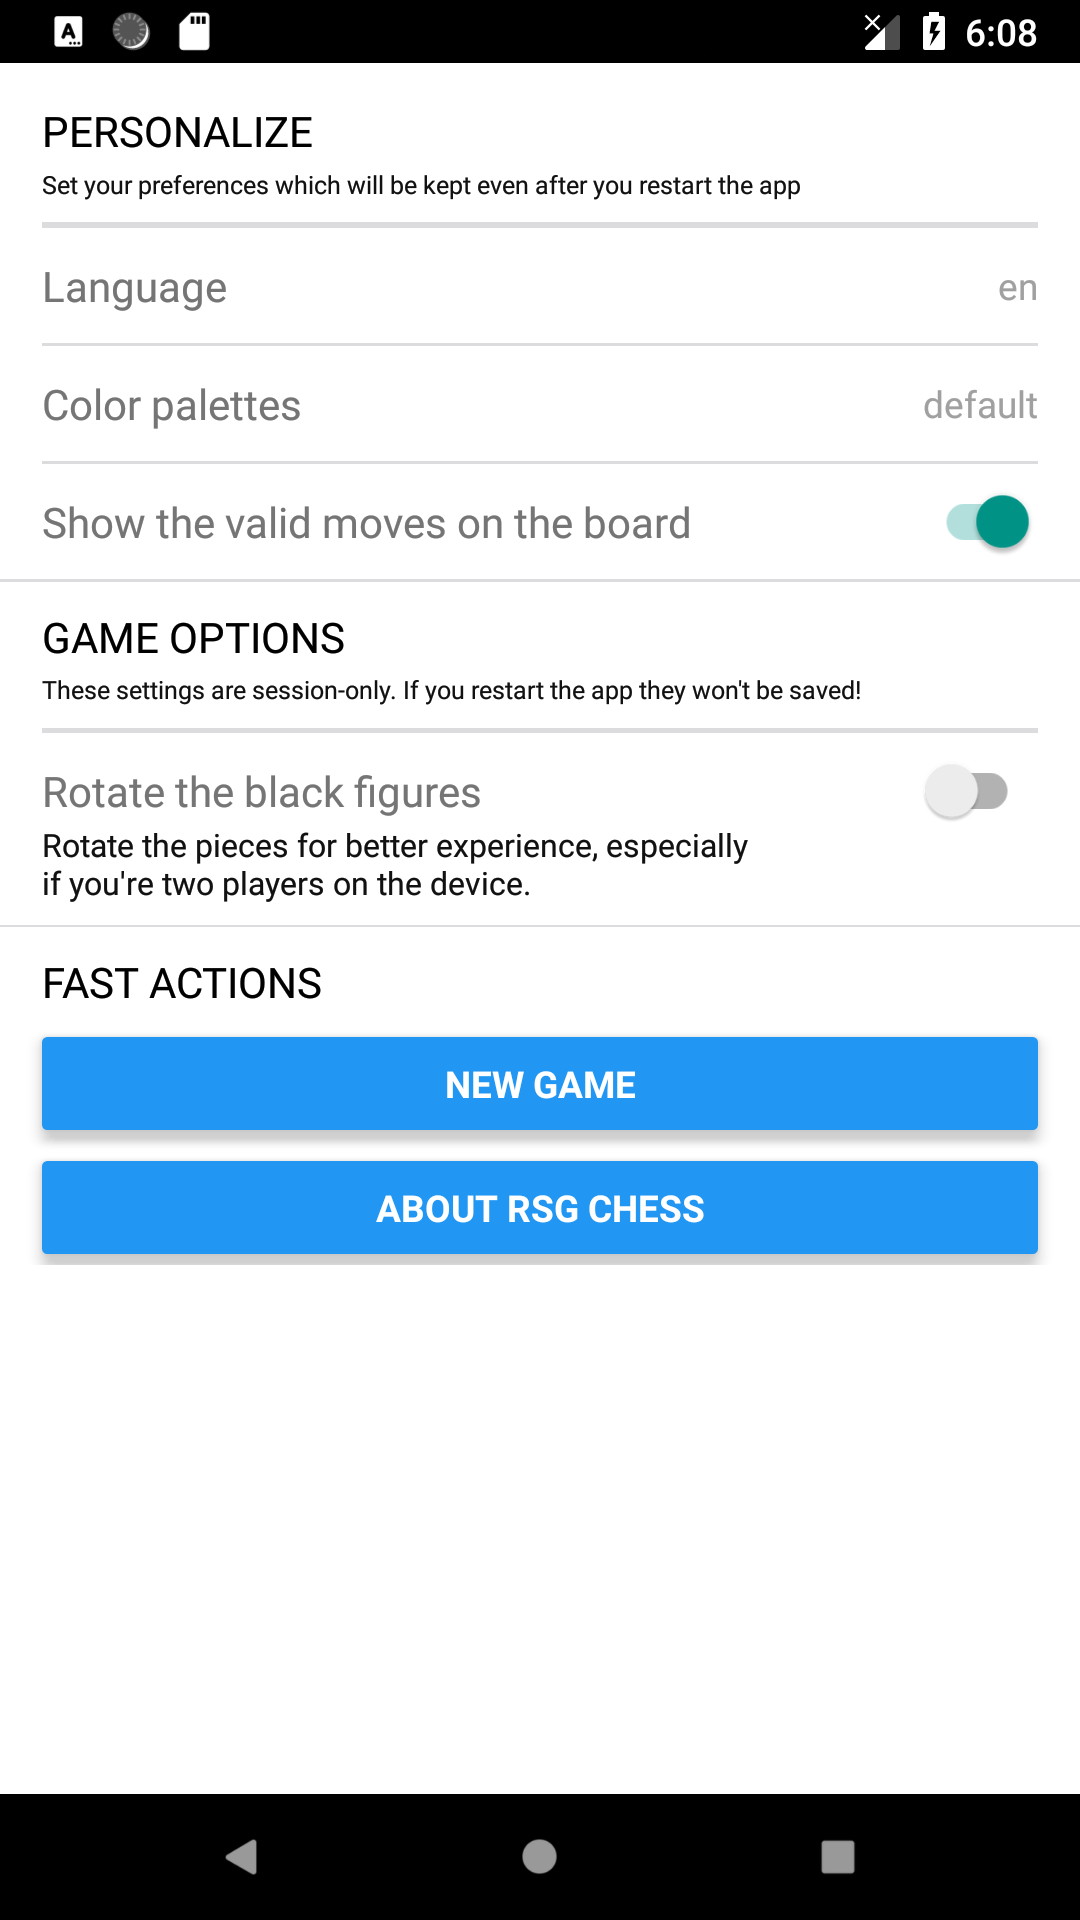 6:08
PERSONALIZE
Set your preferences which will be kept even after you restart the app
Language
en
Color palettes
default
Show the valid moves on the board
GAME OPTIONS
These settings are session-only. If you restart the app they won't be saved!
Rotate the black figures
Rotate the pieces for better experience, especially
if you're two players on the device.
FAST ACTIONS
NEW GAME
ABOUT RSG CHESS